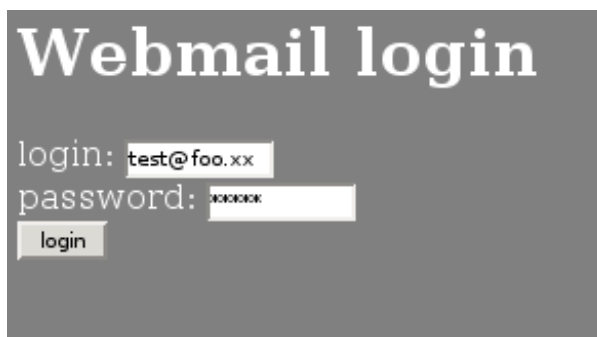 Webmail login
login: test@foo.xx
password: *****
login